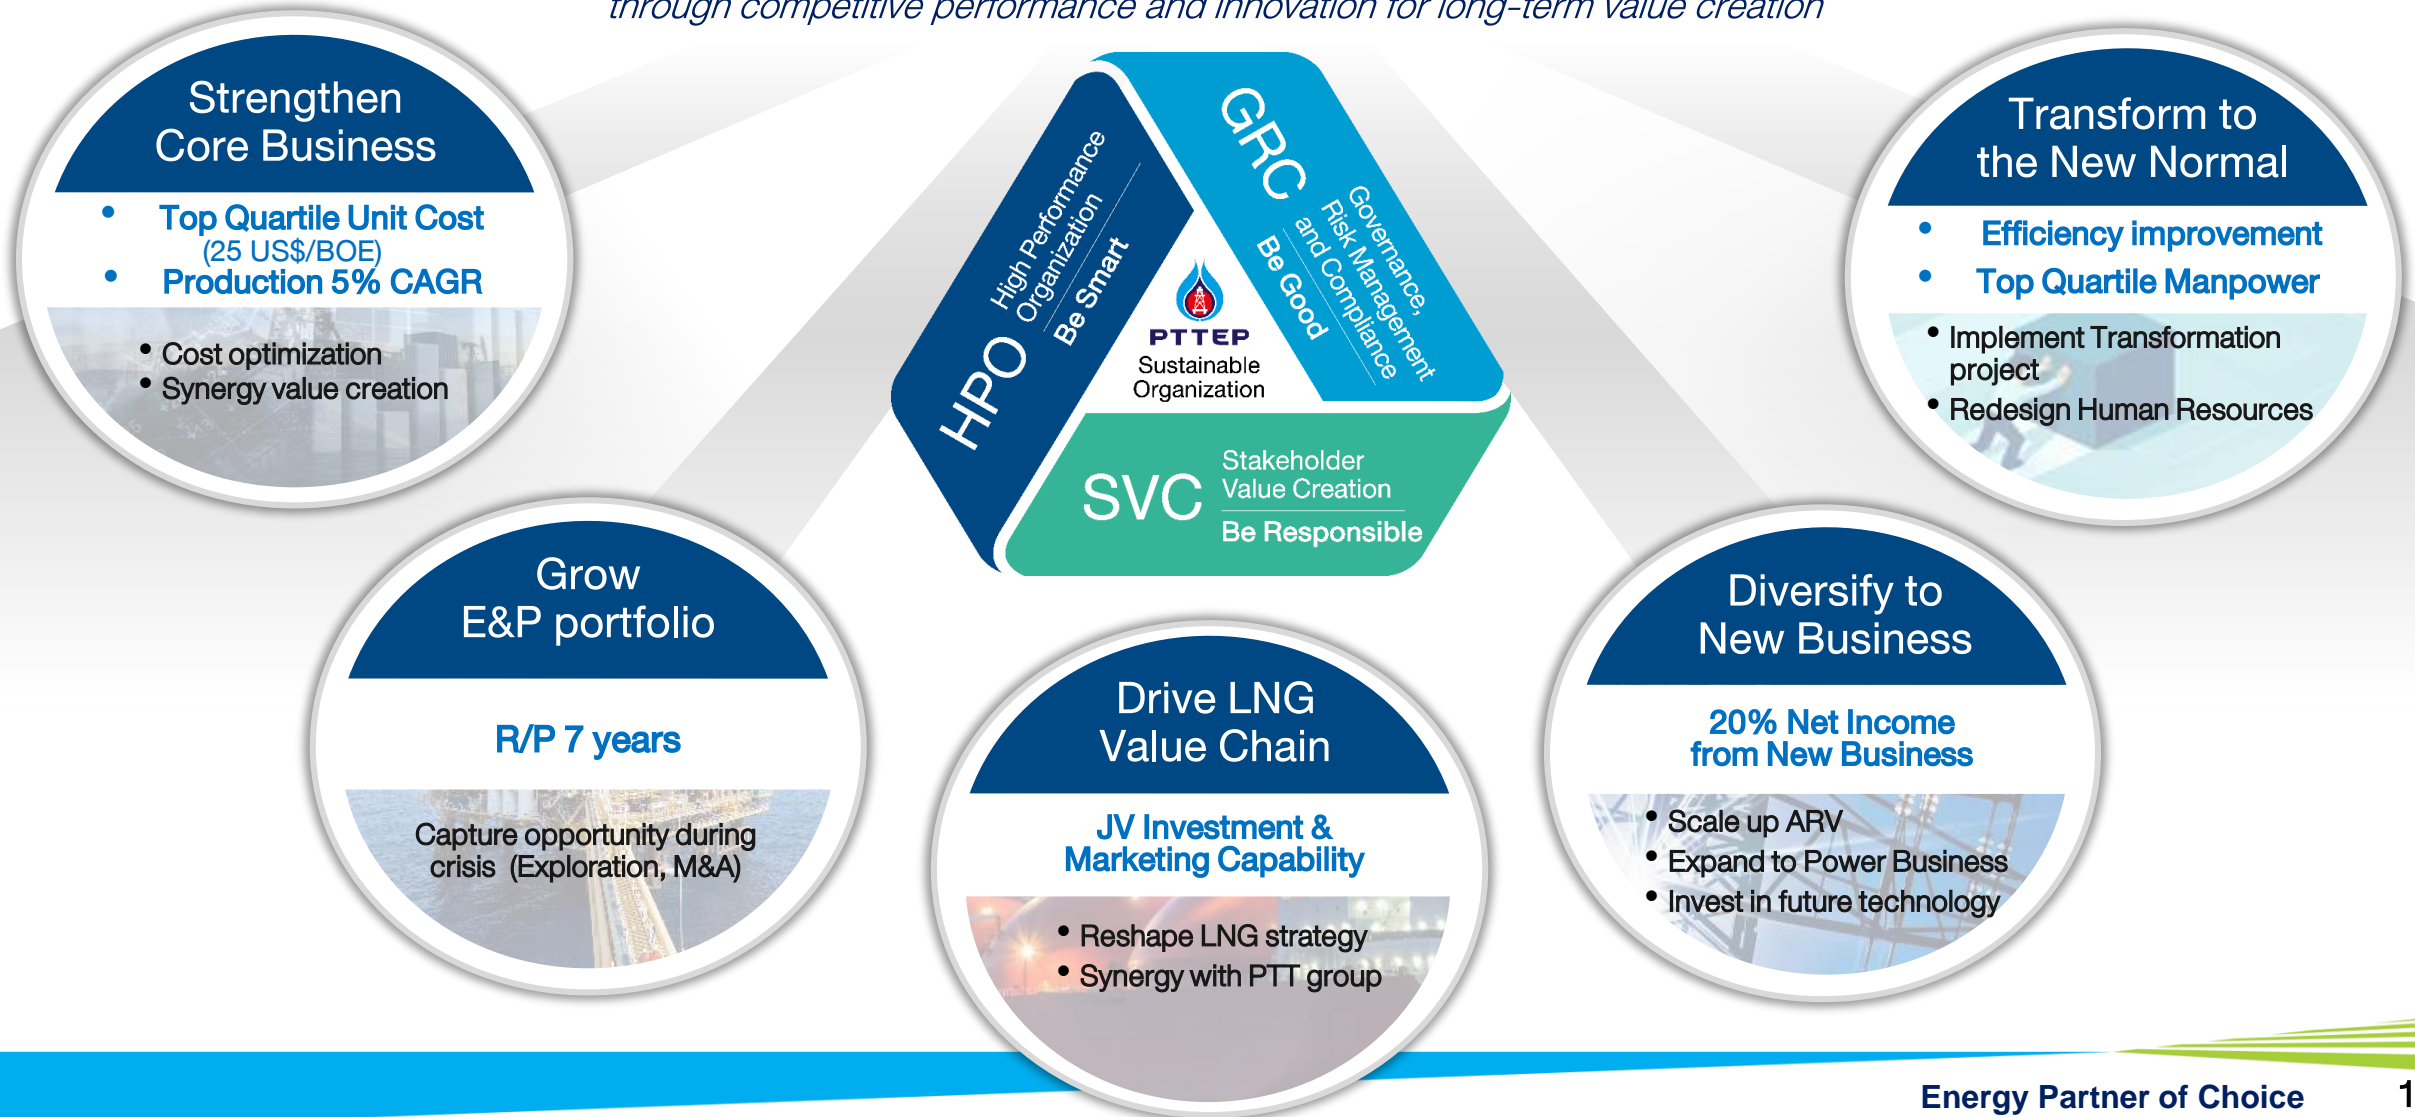 through competitive performance and innovation for long-term value creation
Strengthen
Core Business
• Top Quartile Unit Cost
(25 US$/BOE)
• Production 5% CAGR
• Cost optimization
• Synergy value creation
Grow
E&P portfolio
R/P 7 years
Capture opportunity during
crisis (Exploration, M&A)
HPO
High Performance
Organization
Be Smart
GRC
Governance,
Risk Management
and Compliance
Be Good
PTTEP
Sustainable
Organization
SVC
Stakeholder
Value Creation
Be Responsible
Drive LNG
Value Chain
JV Investment &
Marketing Capability
• Reshape LNG strategy
• Synergy with PTT group
Diversify to
New Business
20% Net Income
from New Business
• Scale up ARV
• Expand to Power Business
• Invest in future technology
Transform to
the New Normal
• Efficiency improvement
• Top Quartile Manpower
• Implement Transformation
project
• Redesign Human Resources
Energy Partner of Choice
1